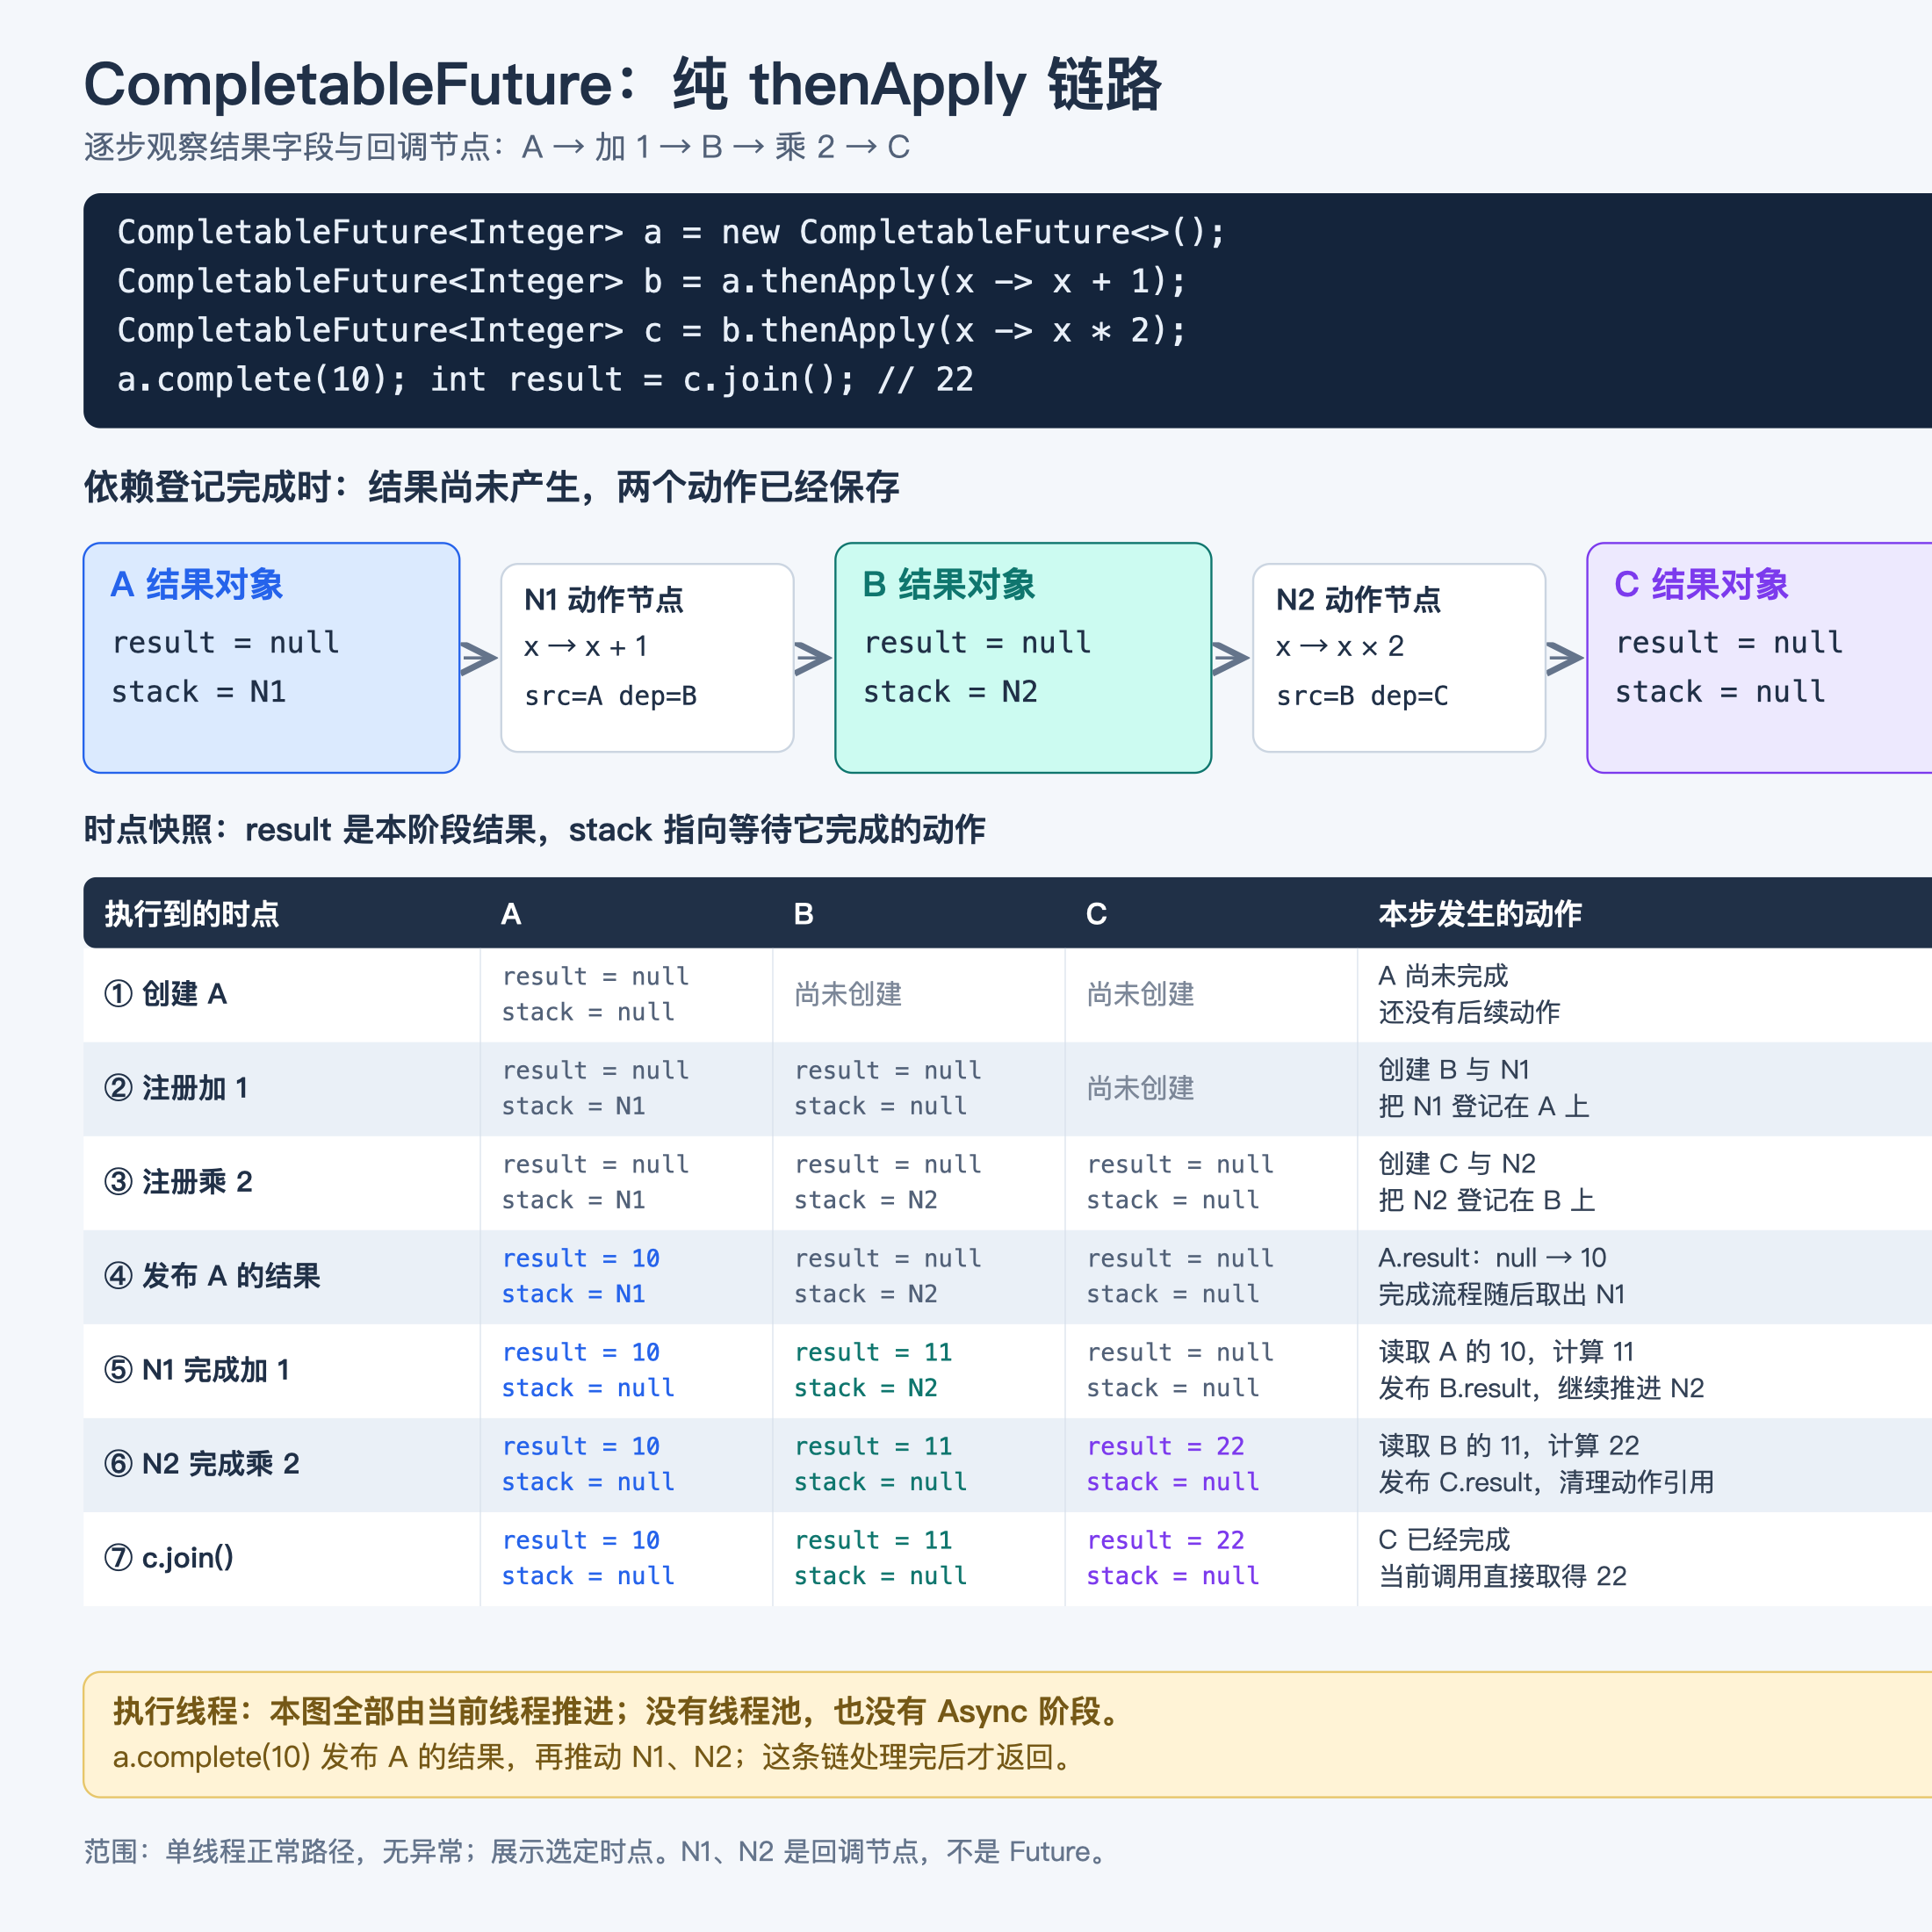 CompletableFuture：纯 thenApply 链路
逐步观察结果字段与回调节点：A → 加 1 → B → 乘 2 → C
CompletableFuture<Integer> a = new CompletableFuture<>();
CompletableFuture<Integer> b = a.thenApply(x -> x + 1);
CompletableFuture<Integer> c = b.thenApply(x -> x * 2);
a.complete(10); int result = c.join(); // 22
依赖登记完成时：结果尚未产生，两个动作已经保存
A 结果对象
result = null
stack = N1
N1 动作节点
x → x + 1
src=A dep=B
B 结果对象
result = null
stack = N2
N2 动作节点
x → x × 2
src=B dep=C
C 结果对象
result = null
stack = null
时点快照：result 是本阶段结果，stack 指向等待它完成的动作
执行到的时点 A B C 本步发生的动作
① 创建 A
result = null
stack = null
尚未创建
尚未创建
A 尚未完成
还没有后续动作
② 注册加 1
result = null
stack = N1
result = null
stack = null
尚未创建
创建 B 与 N1
把 N1 登记在 A 上
③ 注册乘 2
result = null
stack = N1
result = null
stack = N2
result = null
stack = null
创建 C 与 N2
把 N2 登记在 B 上
④ 发布 A 的结果
result = 10
stack = N1
result = null
stack = N2
result = null
stack = null
A.result：null → 10
完成流程随后取出 N1
⑤ N1 完成加 1
result = 10
stack = null
result = 11
stack = N2
result = null
stack = null
读取 A 的 10，计算 11
发布 B.result，继续推进 N2
⑥ N2 完成乘 2
result = 10
stack = null
result = 11
stack = null
result = 22
stack = null
读取 B 的 11，计算 22
发布 C.result，清理动作引用
⑦ c.join()
result = 10
stack = null
result = 11
stack = null
result = 22
stack = null
C 已经完成
当前调用直接取得 22
执行线程：本图全部由当前线程推进；没有线程池，也没有 Async 阶段。
a.complete(10) 发布 A 的结果，再推动 N1、N2；这条链处理完后才返回。
范围：单线程正常路径，无异常；展示选定时点。N1、N2 是回调节点，不是 Future。